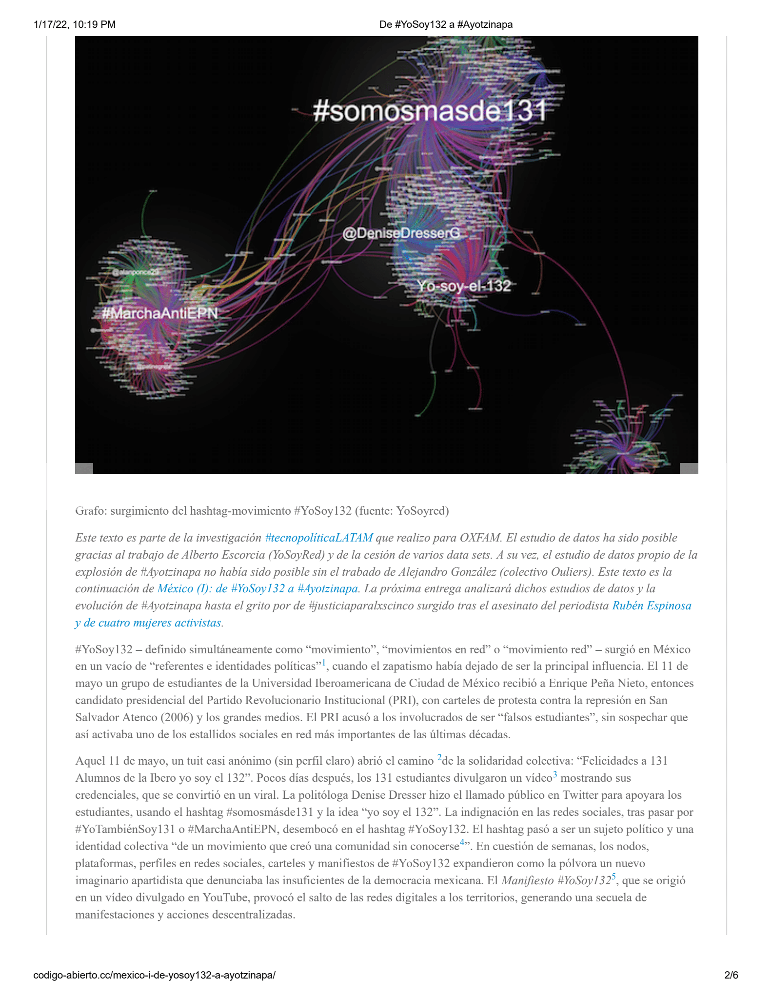 1/17/22, 10:19 PM
De #YoSoy132 a #Ayotzinapa
#somosmasde131
@DeniseDresserG
@alanponce29
Yo-soy-el-132
#MarchaAntiEPN
Grafo: surgimiento del hashtag-movimiento #YoSoy132 (fuente: YoSoyred)
Este texto es parte de la investigación #tecnopolíticaLATAM que realizo para OXFAM. El estudio de datos ha sido posible
gracias al trabajo de Alberto Escorcia (YoSoyRed) y de la cesión de varios data sets. A su vez, el estudio de datos propio de la
explosión de #Ayotzinapa no había sido posible sin el trabado de Alejandro González (colectivo Ouliers). Este texto es la
continuación de México (I): de #YoSoy132 a #Ayotzinapa. La próxima entrega analizará dichos estudios de datos y la
evolución de #Ayotzinapa hasta el grito por de #justiciaparalxscinco surgido tras el asesinato del periodista Rubén Espinosa
y de cuatro mujeres activistas.
#YoSoy132 – definido simultáneamente como “movimiento”, “movimientos en red” o “movimiento red” – surgió en México
en un vacío de “referentes e identidades políticas”1, cuando el zapatismo había dejado de ser la principal influencia. El 11 de
mayo un grupo de estudiantes de la Universidad Iberoamericana de Ciudad de México recibió a Enrique Peña Nieto, entonces
candidato presidencial del Partido Revolucionario Institucional (PRI), con carteles de protesta contra la represión en San
Salvador Atenco (2006) y los grandes medios. El PRI acusó a los involucrados de ser “falsos estudiantes”, sin sospechar que
así activaba uno de los estallidos sociales en red más importantes de las últimas décadas.
Aquel 11 de mayo, un tuit casi anónimo (sin perfil claro) abrió el camino 2de la solidaridad colectiva: “Felicidades a 131
Alumnos de la Ibero yo soy el 132”. Pocos días después, los 131 estudiantes divulgaron un vídeo3 mostrando sus
credenciales, que se convirtió en un viral. La politóloga Denise Dresser hizo el llamado público en Twitter para apoyara los
estudiantes, usando el hashtag #somosmásde131 y la idea “yo soy el 132”. La indignación en las redes sociales, tras pasar por
#YoTambiénSoy131 o #MarchaAntiEPN, desembocó en el hashtag #YoSoy132. El hashtag pasó a ser un sujeto político y una
identidad colectiva “de un movimiento que creó una comunidad sin conocerse4”. En cuestión de semanas, los nodos,
plataformas, perfiles en redes sociales, carteles y manifiestos de #YoSoy132 expandieron como la pólvora un nuevo
imaginario apartidista que denunciaba las insuficientes de la democracia mexicana. El Manifiesto #YoSoy1325, que se origió
en un vídeo divulgado en YouTube, provocó el salto de las redes digitales a los territorios, generando una secuela de
manifestaciones y acciones descentralizadas.
codigo-abierto.cc/mexico-i-de-yosoy132-a-ayotzinapa/
2/6